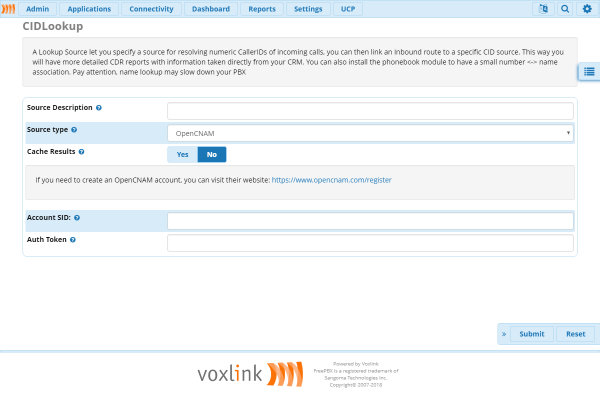 Admin Applications Connectivity Dashboard Reports Settings UCP
CIDLookup
A Lookup Source let you specify a source for resolving numeric CallerIDs of incoming calls, you can then link an Inbound route to a specific CID source. This way you
will have more detailed CDR reports with information taken directly from your CRM. You can also install the phonebook module to have a small number <-> name
association. Pay attention, name lookup may slow down your PBX
Source Description
Source type OpenCNAM
Cache Results Yes No
If you need to create an OpenCNAM account, you can visit their website: https://www.opencnam.com/register
Account SID:
Auth Token
» Submit Reset
voxlink
Powered by Voxlink
FreePBX is a registered trademark of
Sangoma Technologies Inc.
Copyright© 2007-2018